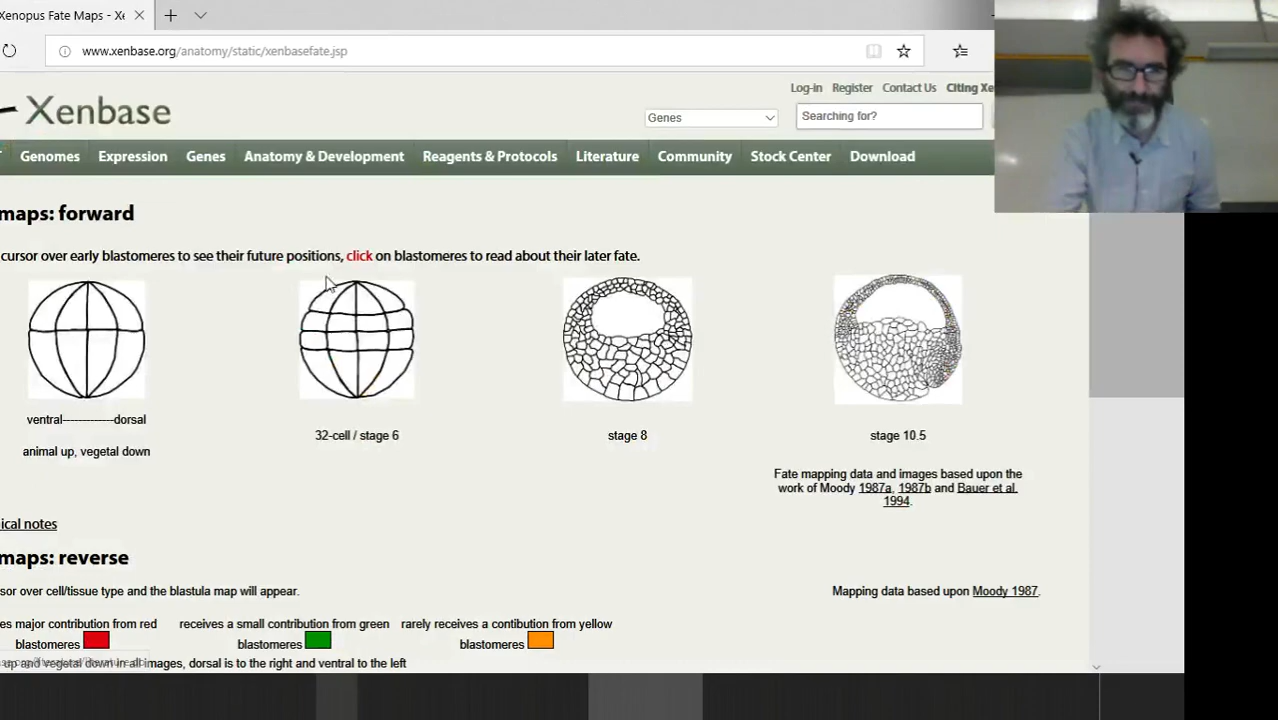 Xenopus Fate Maps - Xe
www.xenbase.org/anatomy/static/xenbasefate.jsp
Log-in Register Contact Us Citing Xe
Xenbase
Genes
Searching for?
Genomes Expression Genes Anatomy & Development Reagents & Protocols Literature Community Stock Center Download
maps: forward
cursor over early blastomeres to see their future positions, click on blastomeres to read about their later fate.
ventral-------------dorsal
animal up, vegetal down
32-cell / stage 6
stage 8
stage 10.5
Fate mapping data and images based upon the
work of Moody 1987a, 1987b and Bauer et al.
1994.
ical notes
maps: reverse
sor over cell/tissue type and the blastula map will appear.
Mapping data based upon Moody 1987.
es major contribution from red
blastomeres
receives a small contribution from green
blastomeres
rarely receives a contibution from yellow
blastomeres
up and vegetal down in all images, dorsal is to the right and ventral to the left